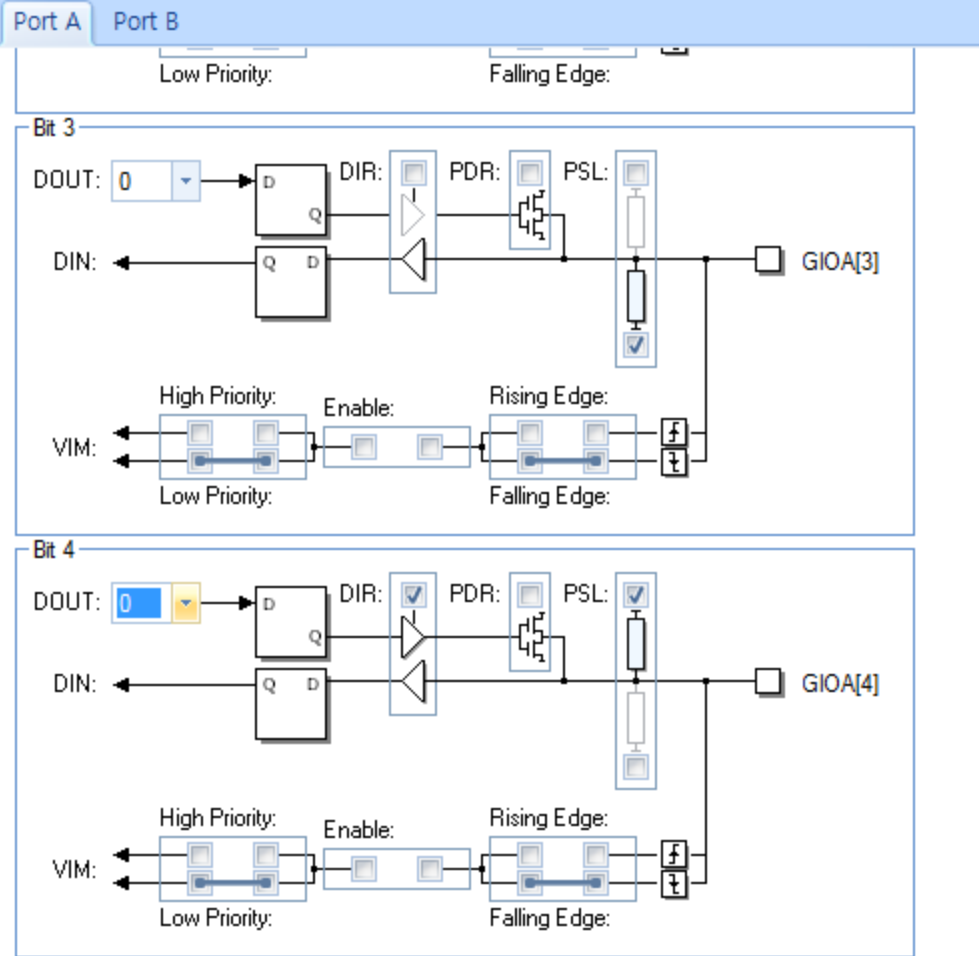 Port A Port B
Low Priority: Falling Edge:
Bit 3
DOUT: 0 D Q DIR: PDR: PSL:
DIN: Q D GIOA[3]
High Priority: Enable: Rising Edge:
VIM:
Low Priority: Falling Edge:
Bit 4
DOUT: 0 D Q DIR: PDR: PSL:
DIN: Q D GIOA[4]
High Priority: Enable: Rising Edge:
VIM:
Low Priority: Falling Edge: